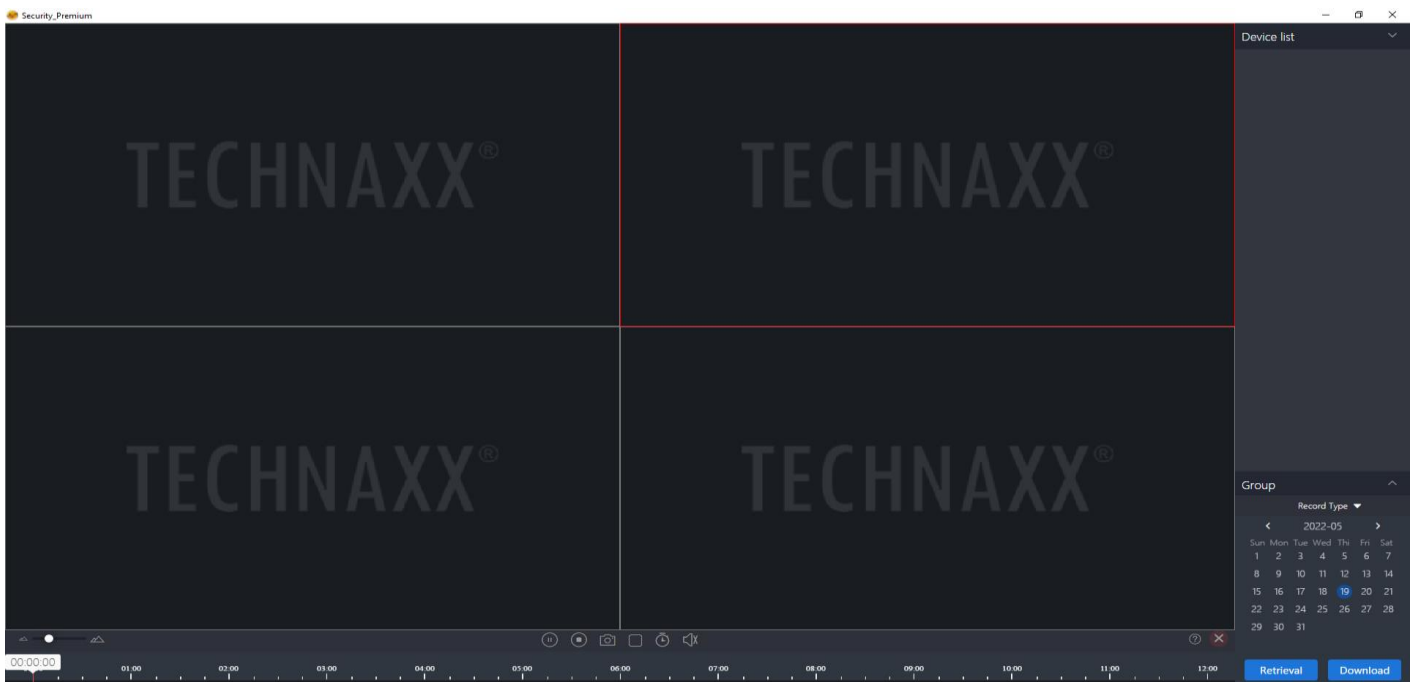 Security_Premium
Device list
TECHNAXX®
TECHNAXX®
TECHNAXX®
TECHNAXX®
Group
Record Type
2022-05
Sun Mon Tue Wed Thi Fri Sat
1 2 3 4 5 6 7
8 9 10 11 12 13 14
15 16 17 18 19 20 21
22 23 24 25 26 27 28
29 30 31
00:00:00 01:00 02:00 03:00 04:00 05:00 06:00 07:00 08:00 09:00 10:00 11:00 12:00
Retrieval Download